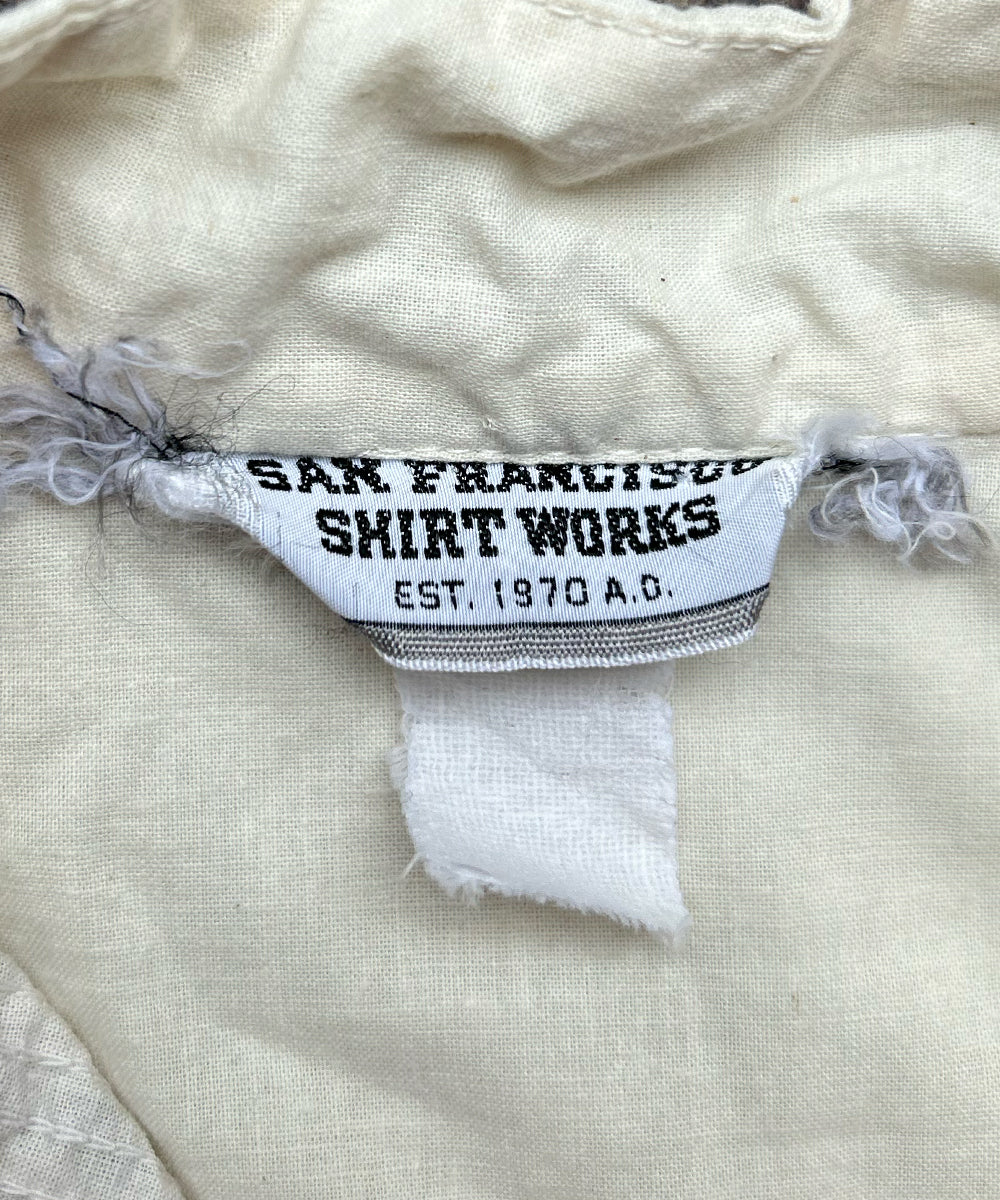 SAN FRANCISCO
SHIRT WORKS
EST. 1970 A.D.